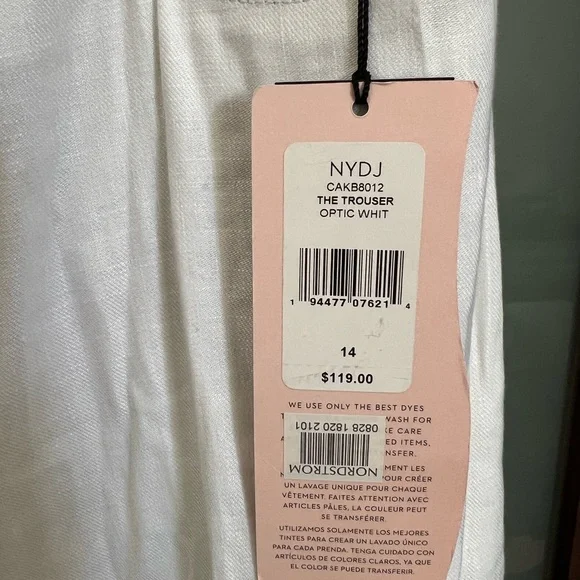 NYDJ
CAKB8012
THE TROUSER
OPTIC WHIT
1 94477 07621 4
14
$119.00
WE USE ONLY THE BEST DYES
WASH FOR
CARE
ED ITEMS,
NSFER.
0828 1820 2101
NORDSTROM
MENT LES
POUR CRÉER
UN LAVAGE UNIQUE POUR CHAQUE
VÊTEMENT. FAITES ATTENTION AVEC
ARTICLES PÂLES, LA COULEUR PEUT
SE TRANSFÉRER.
UTILIZAMOS SOLAMENTE LOS MEJORES
TINTES PARA CREAR UN LAVADO ÚNICO
PARA CADA PRENDA. TENGA CUIDADO CON
ARTÍCULOS DE COLORES CLAROS, YA QUE
EL COLOR SE PUEDE TRANSFERIR.